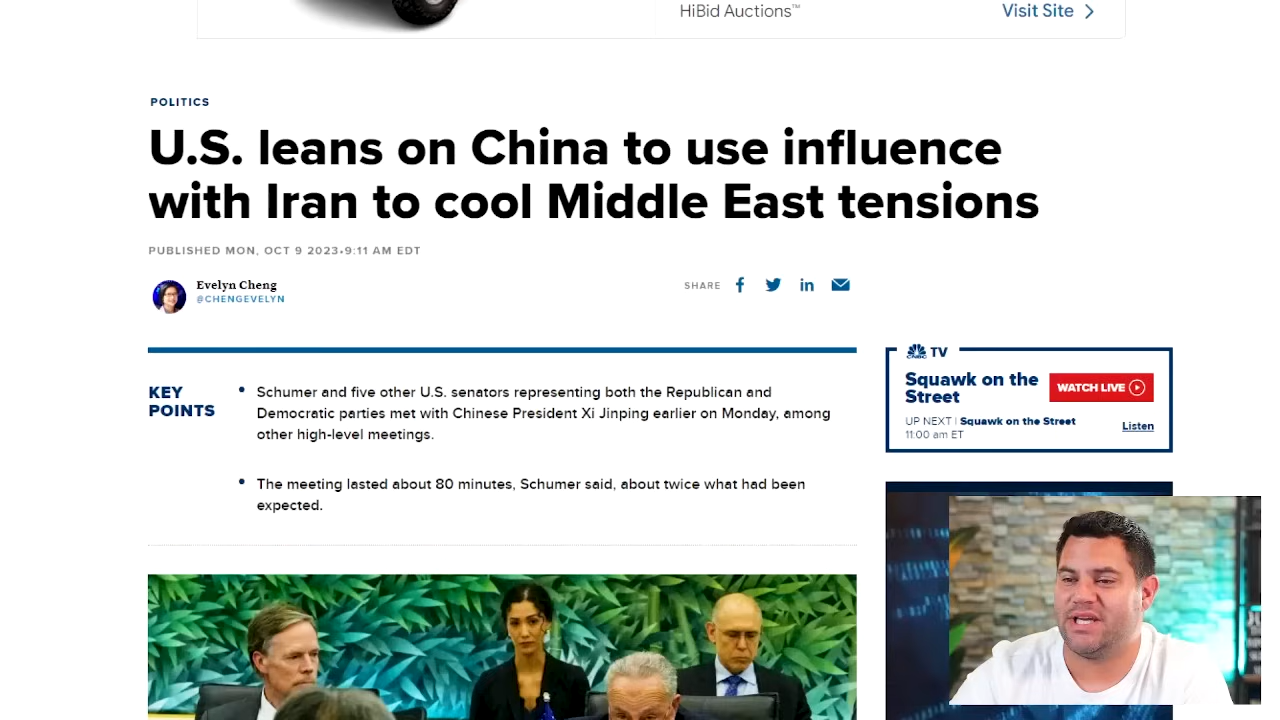 HiBid Auctions™
Visit Site
POLITICS
U.S. leans on China to use influence
with Iran to cool Middle East tensions
PUBLISHED MON, OCT 9 2023•9:11 AM EDT
Evelyn Cheng
@CHENGEVELYN
SHARE
KEY
POINTS
Schumer and five other U.S. senators representing both the Republican and
Democratic parties met with Chinese President Xi Jinping earlier on Monday, among
other high-level meetings.
The meeting lasted about 80 minutes, Schumer said, about twice what had been
expected.
CNBC TV
Squawk on the
Street
WATCH LIVE
UP NEXT | Squawk on the Street
11:00 am ET
Listen